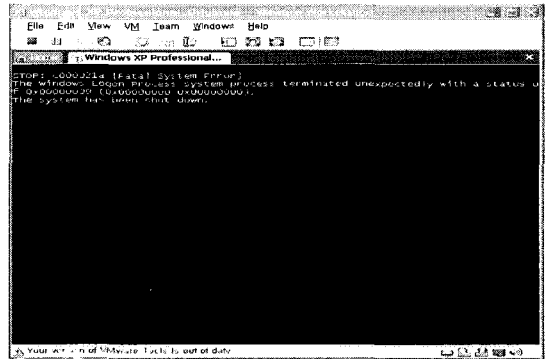 File Edit View VM Team Windows Help
Windows XP Professional...
STOP: c000021a {Fatal System Error}
The Windows Logon Process system process terminated unexpectedly with a status o
f (0x00000000 0x00000000).
The system has been shut down.
Your version of VMware Tools is out of date